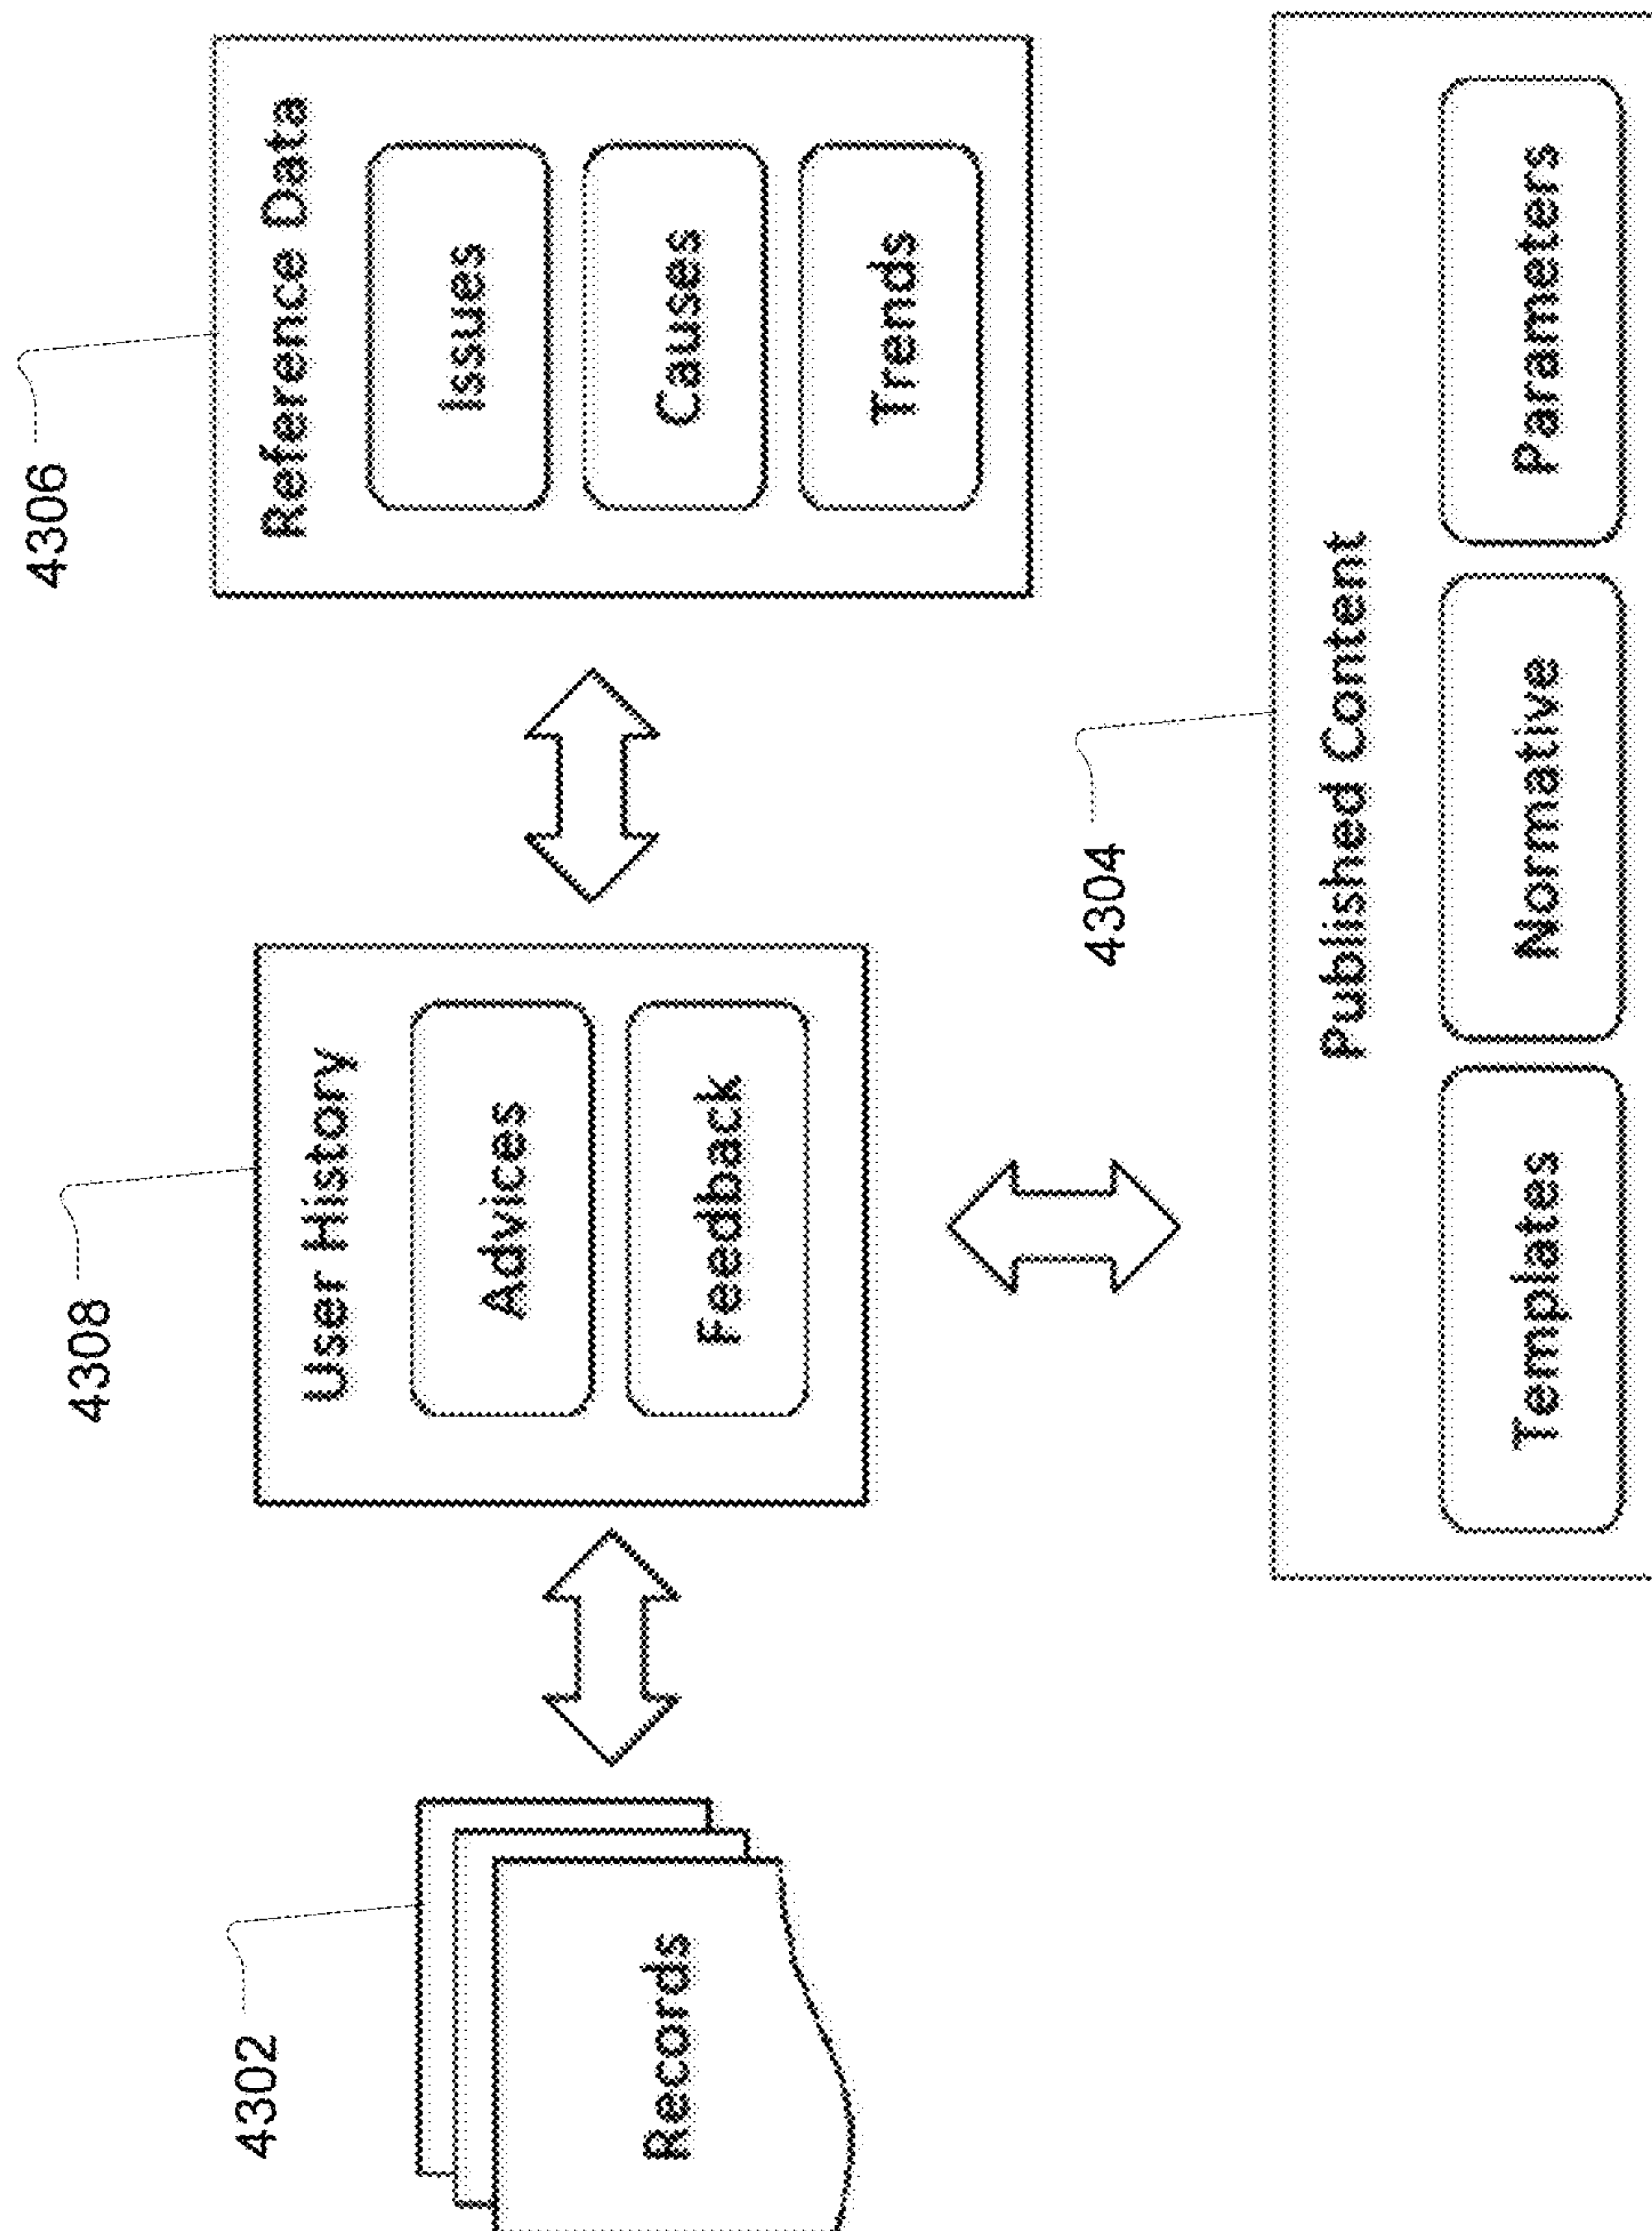 4302
Records
4308
User History
Advices
Feedback
4306
Reference Data
Issues
Causes
Trends
4304
Published Content
Templates
Normative
Parameters